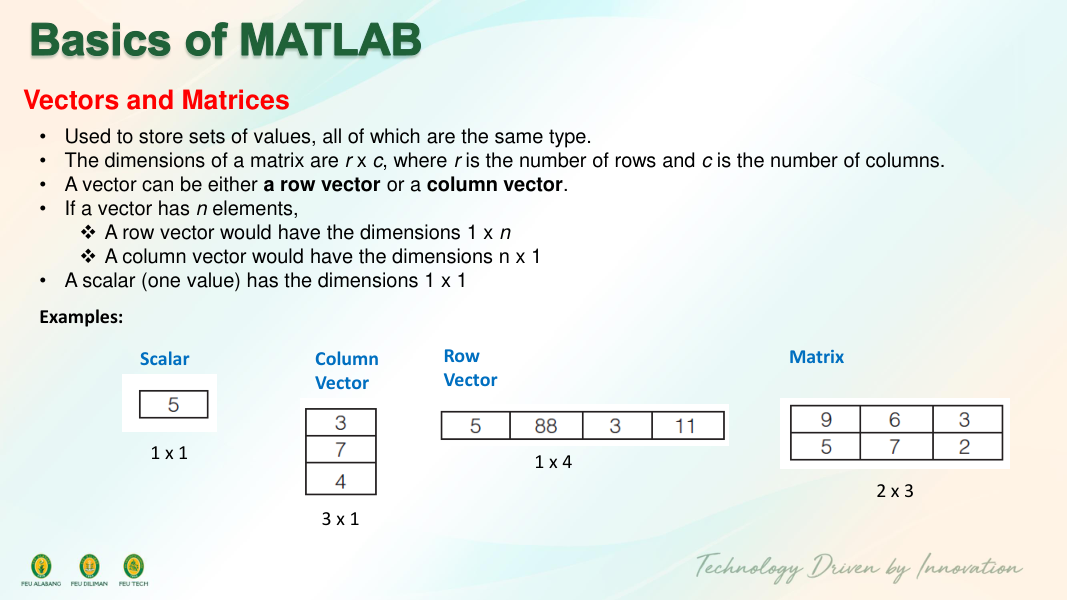 Basics of MATLAB
Vectors and Matrices
• Used to store sets of values, all of which are the same type.
• The dimensions of a matrix are r x c, where r is the number of rows and c is the number of columns.
• A vector can be either a row vector or a column vector.
• If a vector has n elements,
❖ A row vector would have the dimensions 1 x n
❖ A column vector would have the dimensions n x 1
• A scalar (one value) has the dimensions 1 x 1
Examples:
Scalar
5
1 x 1
Column
Vector
3
7
4
3 x 1
Row
Vector
5 88 3 11
1 x 4
Matrix
9 6 3
5 7 2
2 x 3
FEU ALABANG FEU DILIMAN FEU TECH
Technology Driven by Innovation